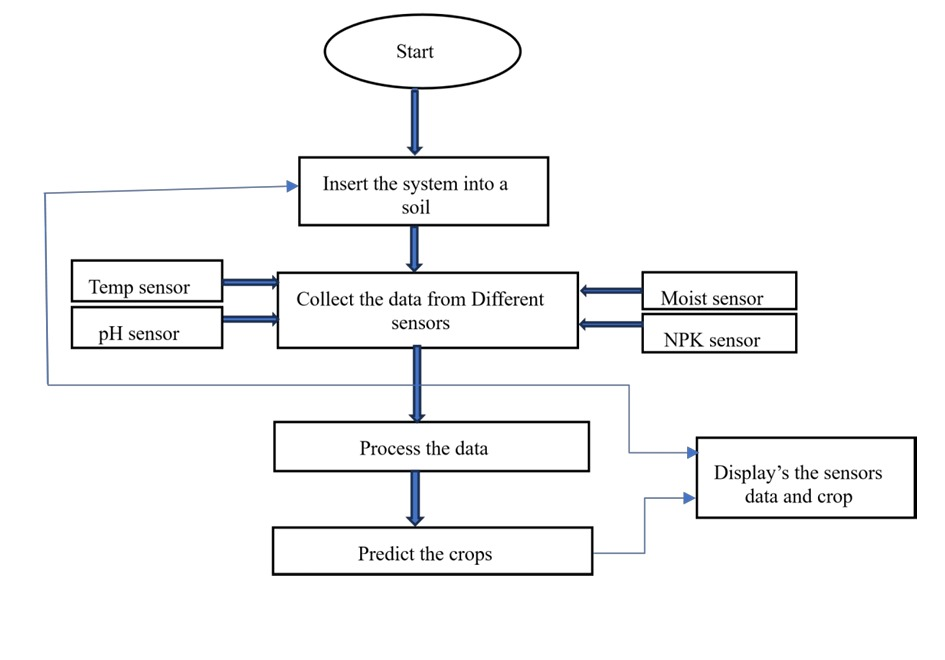 Start
Insert the system into a
soil
Temp sensor
pH sensor
Collect the data from Different
sensors
Moist sensor
NPK sensor
Process the data
Display’s the sensors
data and crop
Predict the crops